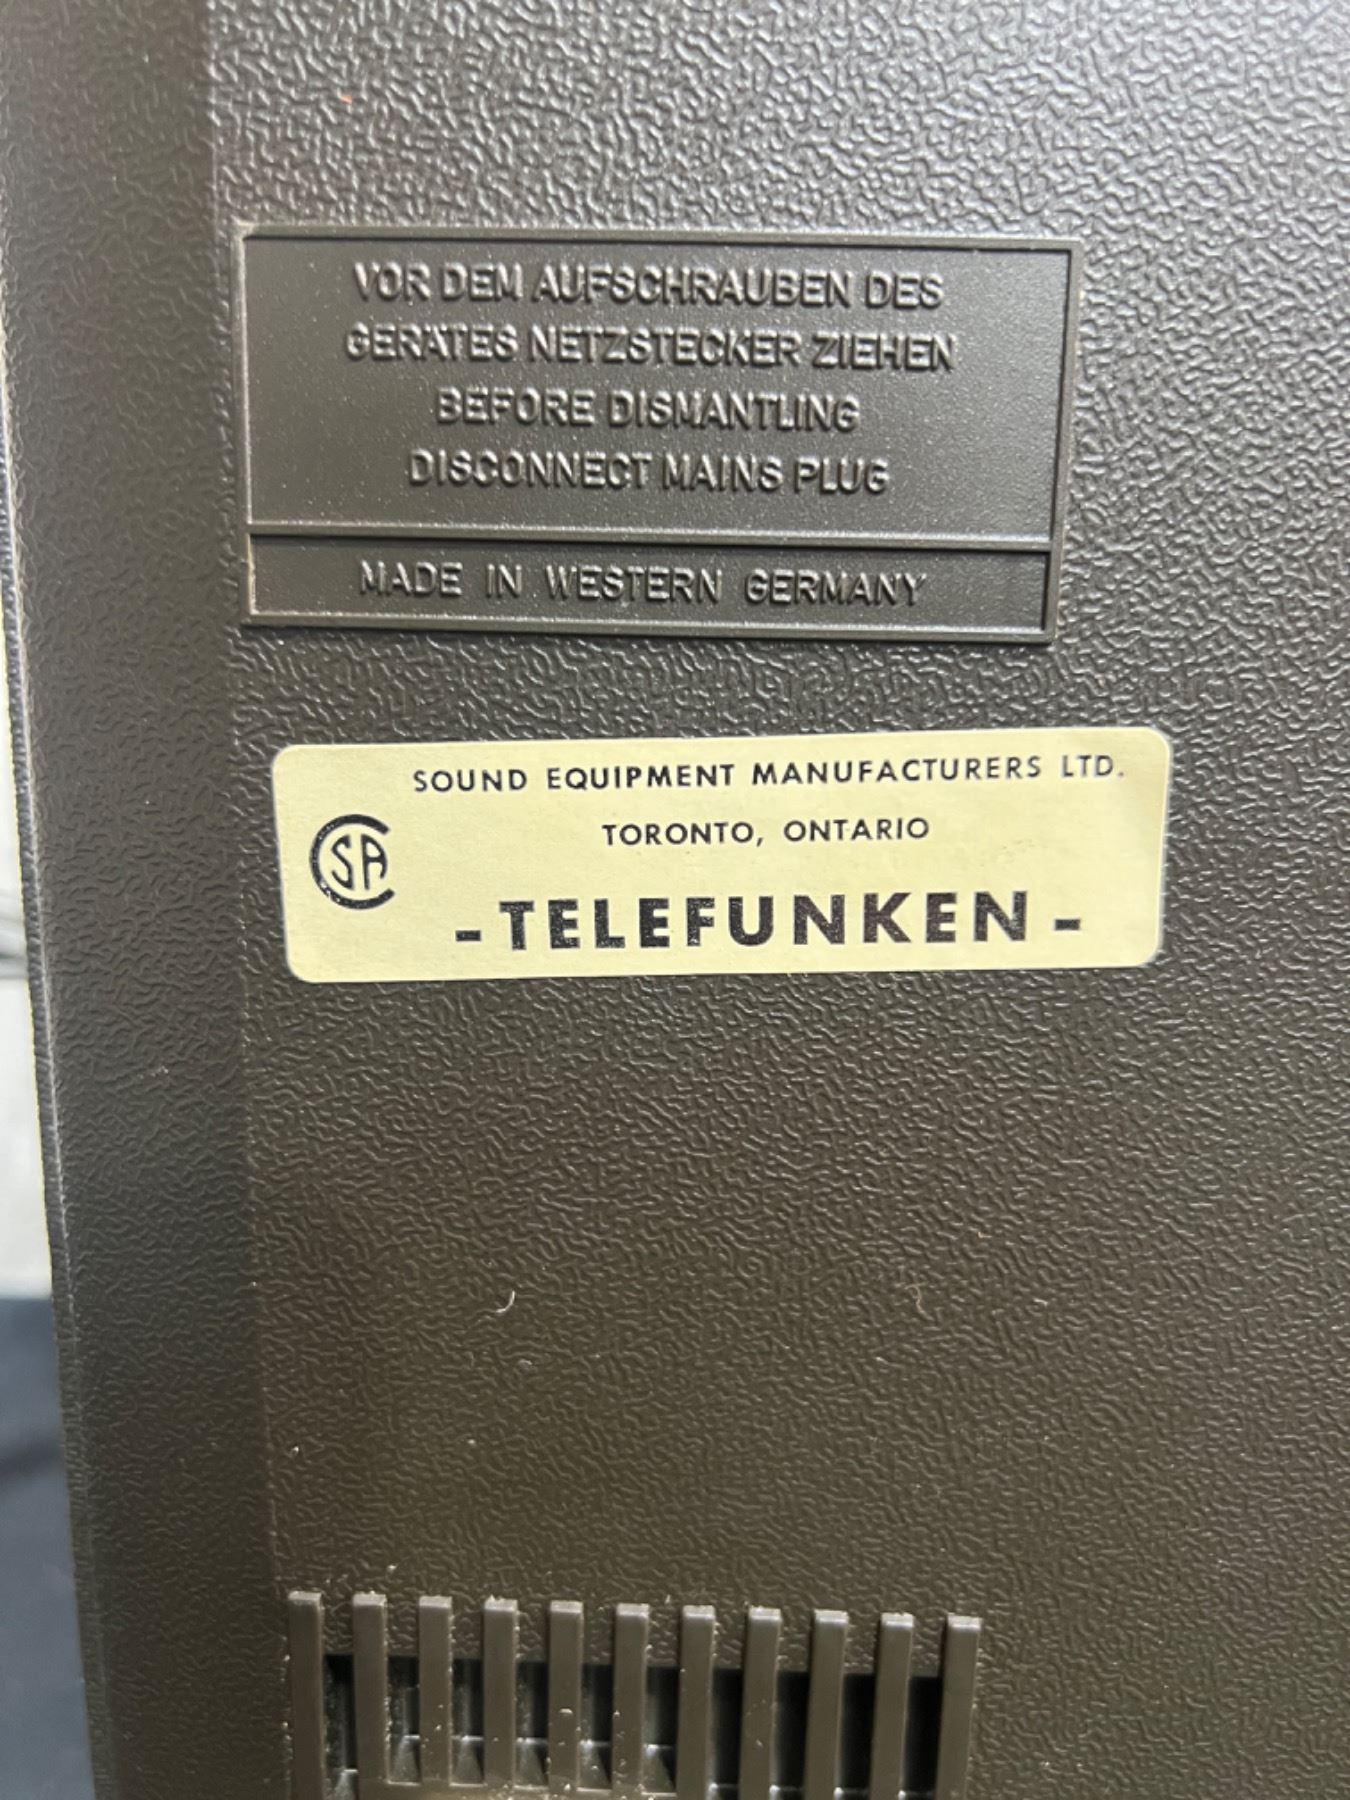 VOR DEM AUFSCHRAUBEN DES
GERÄTES NETZSTECKER ZIEHEN
BEFORE DISMANTLING
DISCONNECT MAINS PLUG
MADE IN WESTERN GERMANY
SOUND EQUIPMENT MANUFACTURERS LTD.
TORONTO, ONTARIO
CSA
-TELEFUNKEN-